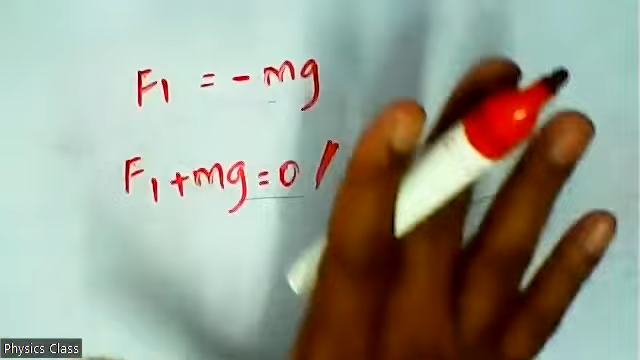 F₁ = - mg
F₁ + mg = 0 /
Physics Class